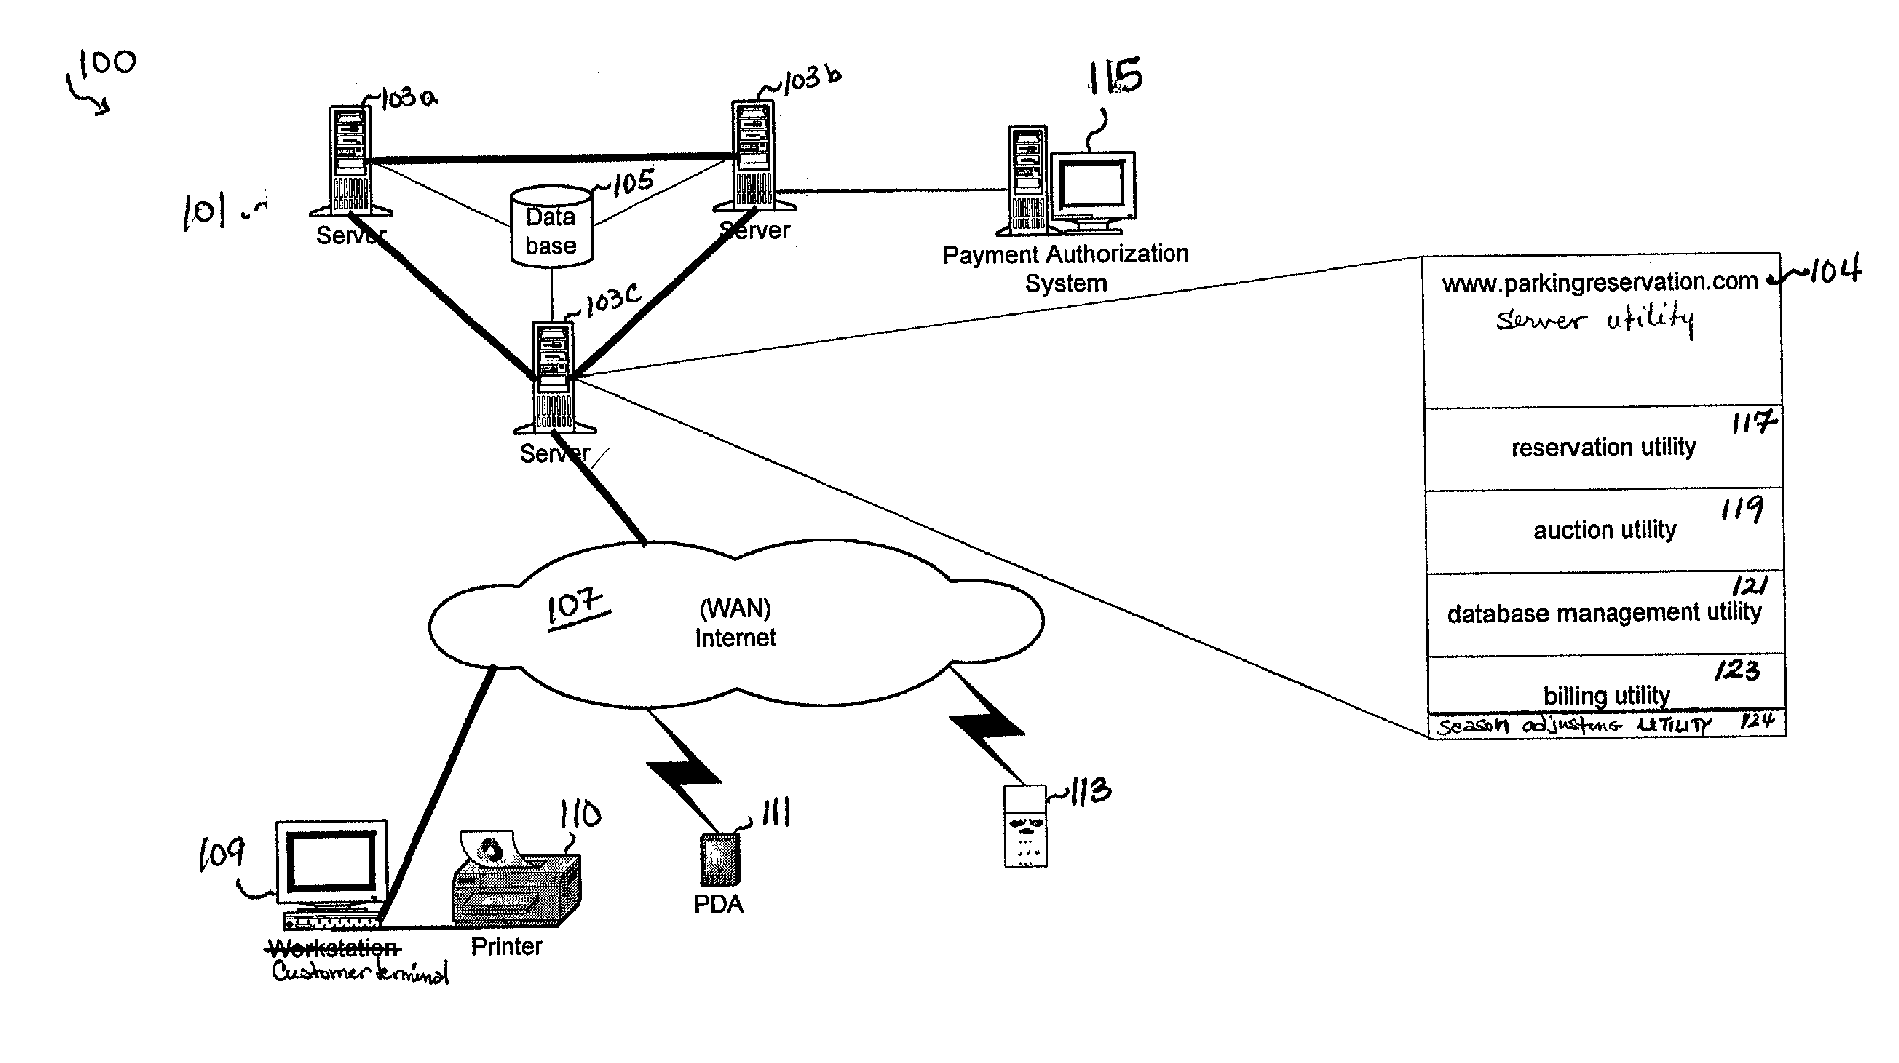 100
103a
103b
115
101
105
Data
base
Server
Server
Payment Authorization
System
103c
www.parkingreservation.com
104
Server utility
117
reservation utility
Server
119
auction utility
121
database management utility
107
(WAN)
Internet
123
billing utility
Season adjusting UTILITY 124
113
110
111
109
PDA
Workstation
Printer
Customer terminal